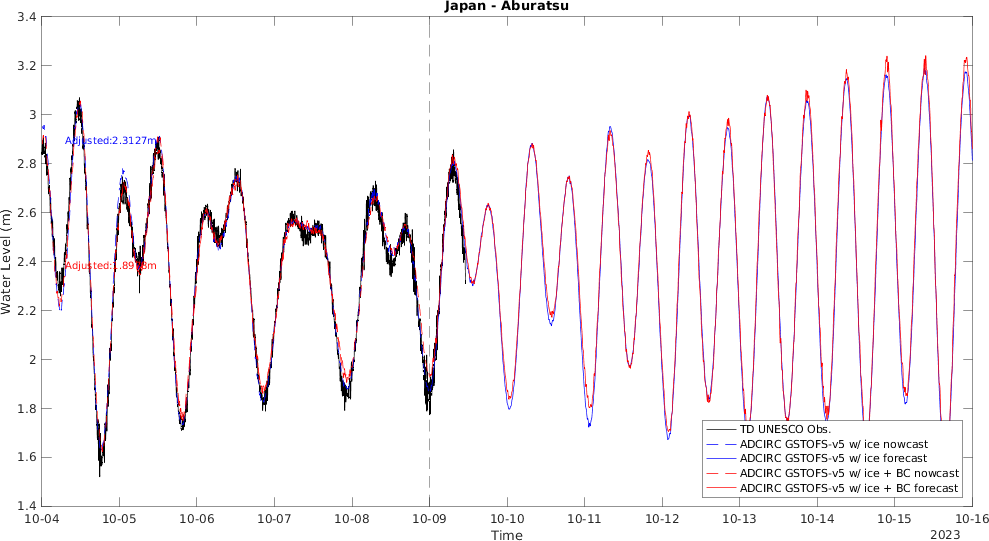 Japan - Aburatsu
3.4
3.2
3
2.8
2.6
2.4
2.2
2
1.8
1.6
1.4
Water Level (m)
Adjusted:2.3127m
TD UNESCO Obs.
ADCIRC GSTOFS-v5 w/ ice nowcast
ADCIRC GSTOFS-v5 w/ ice forecast
ADCIRC GSTOFS-v5 w/ ice + BC nowcast
ADCIRC GSTOFS-v5 w/ ice + BC forecast
10-04 10-05 10-06 10-07 10-08 10-09 10-10 10-11 10-12 10-13 10-14 10-15 10-16
Time
2023